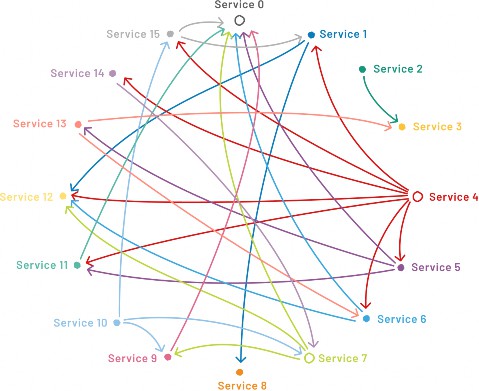 Service 0
Service 15
Service 1
Service 14
Service 2
Service 13
Service 3
Service 12
Service 4
Service 11
Service 5
Service 10
Service 6
Service 9
Service 7
Service 8